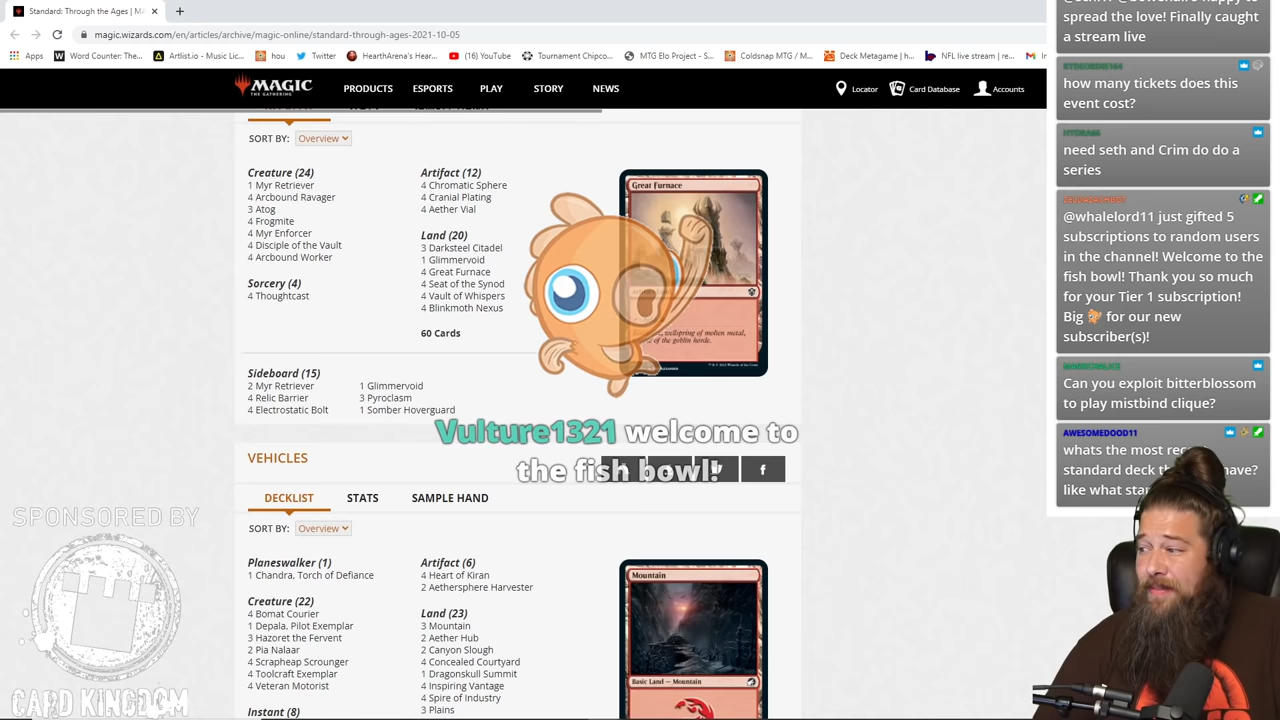 Standard: Through the Ages | MA
magic.wizards.com/en/articles/archive/magic-online/standard-through-ages-2021-10-05
Apps
Word Counter: The...
Artlist.io - Music Lic...
hou
Twitter
HearthArena's Hear...
(16) YouTube
Tournament Chipco...
MTG Elo Project - S...
Coldsnap MTG / M...
Deck Metagame | h...
NFL live stream | re...
MAGIC
THE GATHERING
PRODUCTS
ESPORTS
PLAY
STORY
NEWS
Locator
Card Database
Accounts
SORT BY: Overview
Creature (24)
1 Myr Retriever
4 Arcbound Ravager
3 Atog
4 Frogmite
4 Myr Enforcer
4 Disciple of the Vault
4 Arcbound Worker
Sorcery (4)
4 Thoughtcast
Artifact (12)
4 Chromatic Sphere
4 Cranial Plating
4 Aether Vial
Land (20)
3 Darksteel Citadel
1 Glimmervoid
4 Great Furnace
4 Seat of the Synod
4 Vault of Whispers
4 Blinkmoth Nexus
60 Cards
Great Furnace
wellspring of molten metal,
of the goblin horde.
Sideboard (15)
2 Myr Retriever
4 Relic Barrier
4 Electrostatic Bolt
1 Glimmervoid
3 Pyroclasm
1 Somber Hoverguard
Vulture1321 welcome to
the fish bowl!
VEHICLES
DECKLIST
STATS
SAMPLE HAND
SORT BY: Overview
Planeswalker (1)
1 Chandra, Torch of Defiance
Creature (22)
4 Bomat Courier
1 Depala, Pilot Exemplar
3 Hazoret the Fervent
2 Pia Nalaar
4 Scrapheap Scrounger
4 Toolcraft Exemplar
4 Veteran Motorist
Instant (8)
Artifact (6)
4 Heart of Kiran
2 Aethersphere Harvester
Land (23)
3 Mountain
2 Aether Hub
2 Canyon Slough
4 Concealed Courtyard
1 Dragonskull Summit
4 Inspiring Vantage
4 Spire of Industry
3 Plains
Mountain
Basic Land — Mountain
SPONSORED BY
CARD KINGDOM
spread the love! Finally caught
a stream live
how many tickets does this
event cost?
need seth and Crim do do a
series
@whalelord11 just gifted 5
subscriptions to random users
in the channel! Welcome to the
fish bowl! Thank you so much
for your Tier 1 subscription!
Big for our new
subscriber(s)!
Can you exploit bitterblossom
to play mistbind clique?
AWESOMEDOOD11
whats the most
standard deck have?
like what